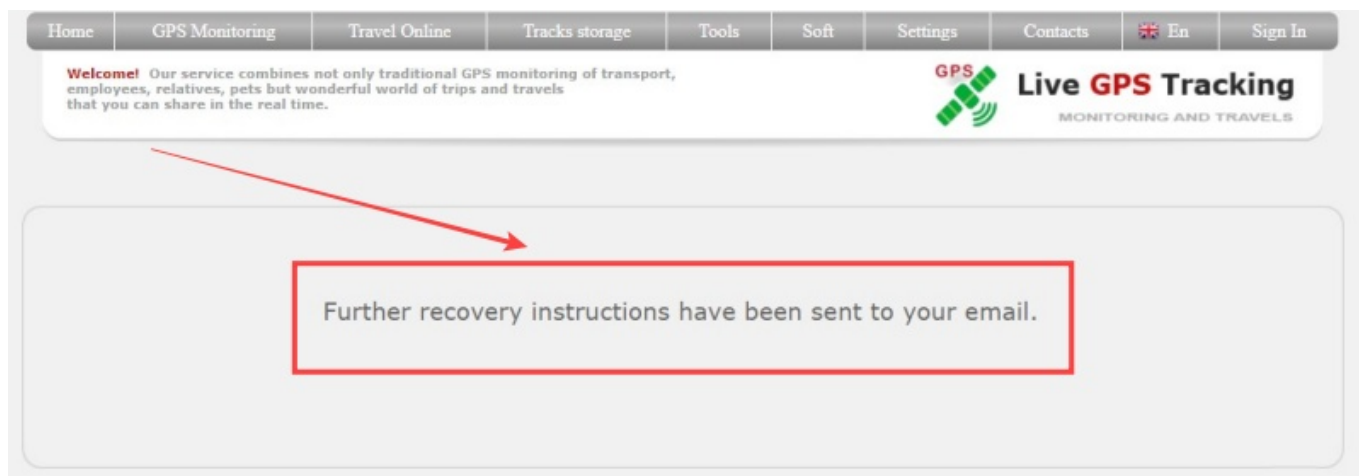 Home GPS Monitoring Travel Online Tracks storage Tools Soft Settings Contacts En Sign In
Welcome! Our service combines not only traditional GPS monitoring of transport,
employees, relatives, pets but wonderful world of trips and travels
that you can share in the real time.
GPS
Live GPS Tracking
MONITORING AND TRAVELS
Further recovery instructions have been sent to your email.